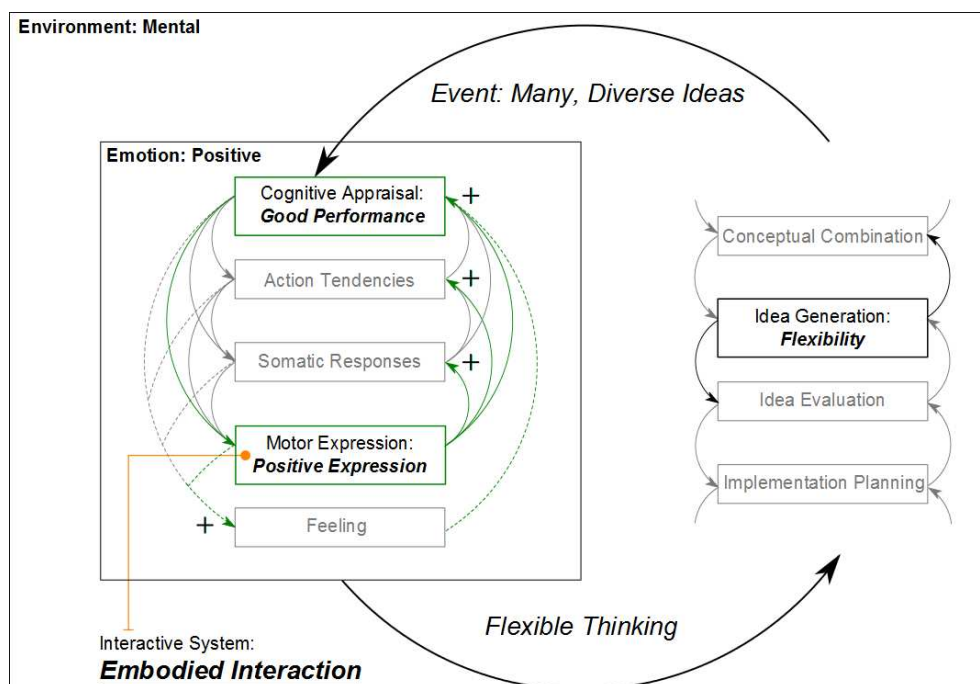 Environment: Mental
Event: Many, Diverse Ideas
Emotion: Positive
Cognitive Appraisal:
Good Performance
+
Action Tendencies
+
Somatic Responses
+
Motor Expression:
Positive Expression
+
Feeling
Conceptual Combination
Idea Generation:
Flexibility
Idea Evaluation
Implementation Planning
Flexible Thinking
Interactive System:
Embodied Interaction